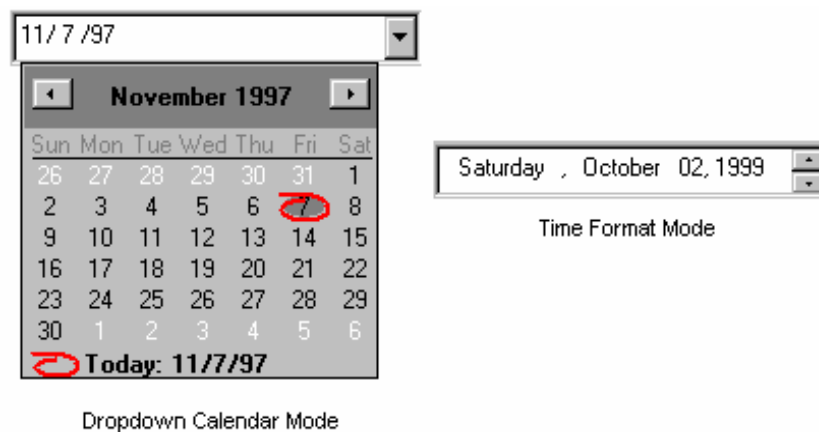 11/ 7 /97
November 1997
Sun Mon Tue Wed Thu Fri Sat
26 27 28 29 30 31 1
2 3 4 5 6 7 8
9 10 11 12 13 14 15
16 17 18 19 20 21 22
23 24 25 26 27 28 29
30 1 2 3 4 5 6
Today: 11/7/97
Dropdown Calendar Mode
Saturday , October 02, 1999
Time Format Mode